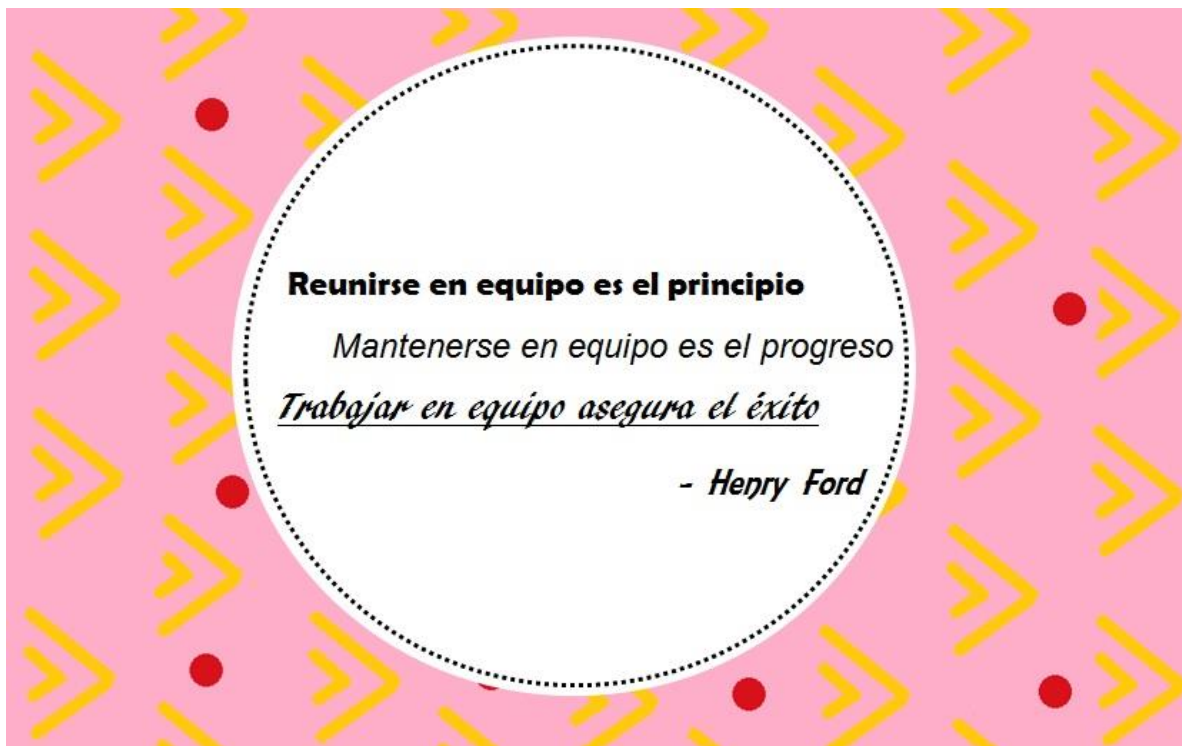 Reunirse en equipo es el principio
Mantenerse en equipo es el progreso
Trabajar en equipo asegura el éxito
- Henry Ford